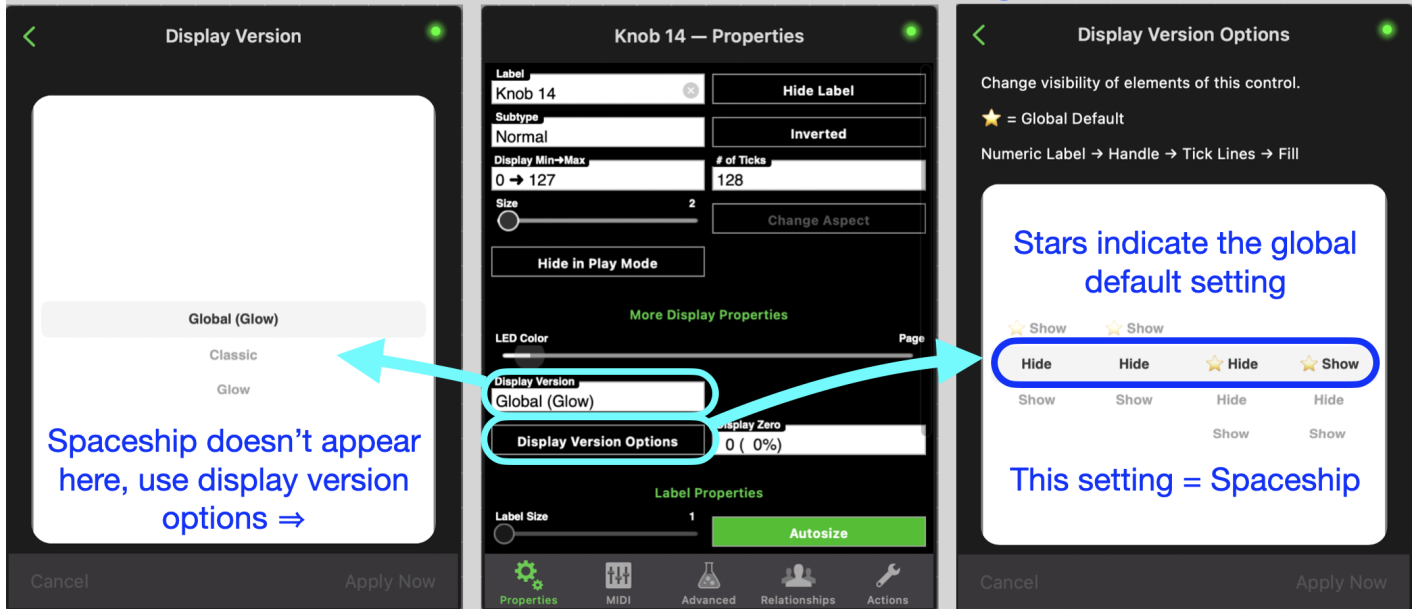 Display Version
Global (Glow)
Classic
Glow
Spaceship doesn't appear
here, use display version
options ⇒
Cancel
Apply Now
Knob 14 — Properties
Label
Knob 14
Hide Label
Subtype
Normal
Inverted
Display Min➔Max
0 ➔ 127
# of Ticks
128
Size
2
Change Aspect
Hide in Play Mode
More Display Properties
LED Color
Page
Display Version
Global (Glow)
Display Version Options
Display Zero
0 ( 0%)
Label Properties
Label Size
1
Autosize
Properties
MIDI
Advanced
Relationships
Actions
Display Version Options
Change visibility of elements of this control.
⭐ = Global Default
Numeric Label → Handle → Tick Lines → Fill
Stars indicate the global
default setting
⭐ Show ⭐ Show
Hide Hide ⭐ Hide ⭐ Show
Show Show Hide Hide
Show Show
This setting = Spaceship
Cancel
Apply Now